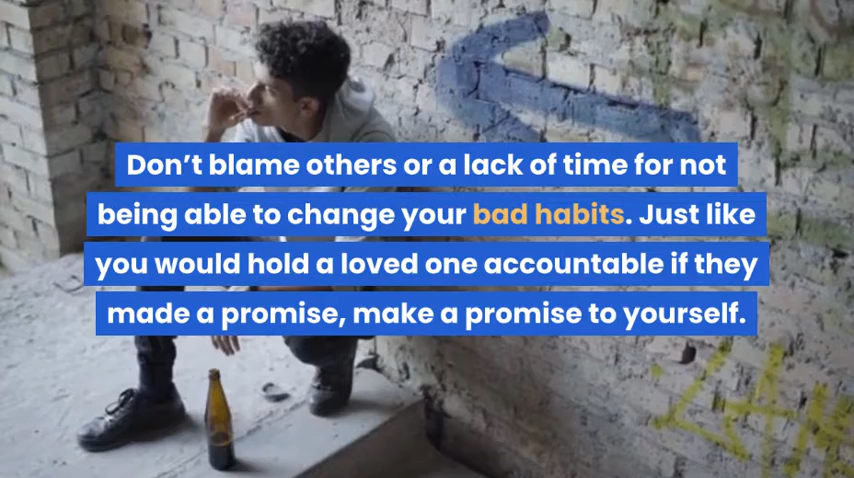 Don’t blame others or a lack of time for not
being able to change your bad habits. Just like
you would hold a loved one accountable if they
made a promise, make a promise to yourself.